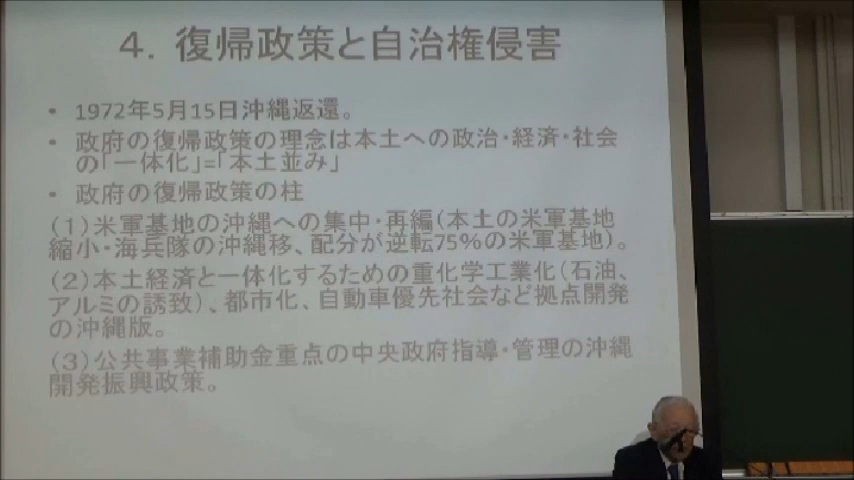 4．復帰政策と自治権侵害
• 1972年5月15日沖縄返還。
• 政府の復帰政策の理念は本土への政治・経済・社会
の「一体化」=「本土並み」
• 政府の復帰政策の柱
(1)米軍基地の沖縄への集中・再編(本土の米軍基地
縮小・海兵隊の沖縄移、配分が逆転75%の米軍基地)。
(2)本土経済と一体化するための重化学工業化(石油、
アルミの誘致)、都市化、自動車優先社会など拠点開発
の沖縄版。
(3)公共事業補助金重点の中央政府指導・管理の沖縄
開発振興政策。